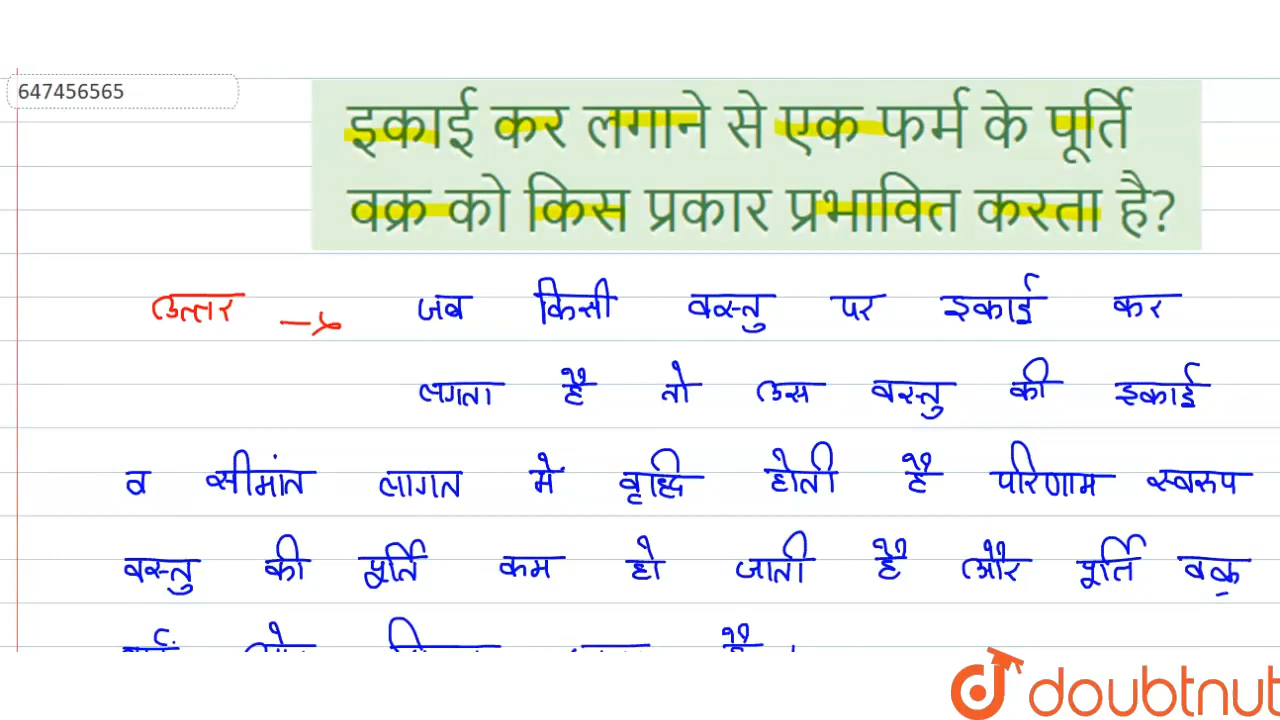 647456565
इकाई कर लगाने से एक फर्म के पूर्ति
वक्र को किस प्रकार प्रभावित करता है?
उत्तर → जब किसी वस्तु पर इकाई कर
लगता है तो उस वस्तु की इकाई
व सीमांत लागत मे वृद्धि होती है परिणाम स्वरुप
वस्तु की पूर्ति कम हो जाती है और पूर्ति वक्र
है।
doubtnut